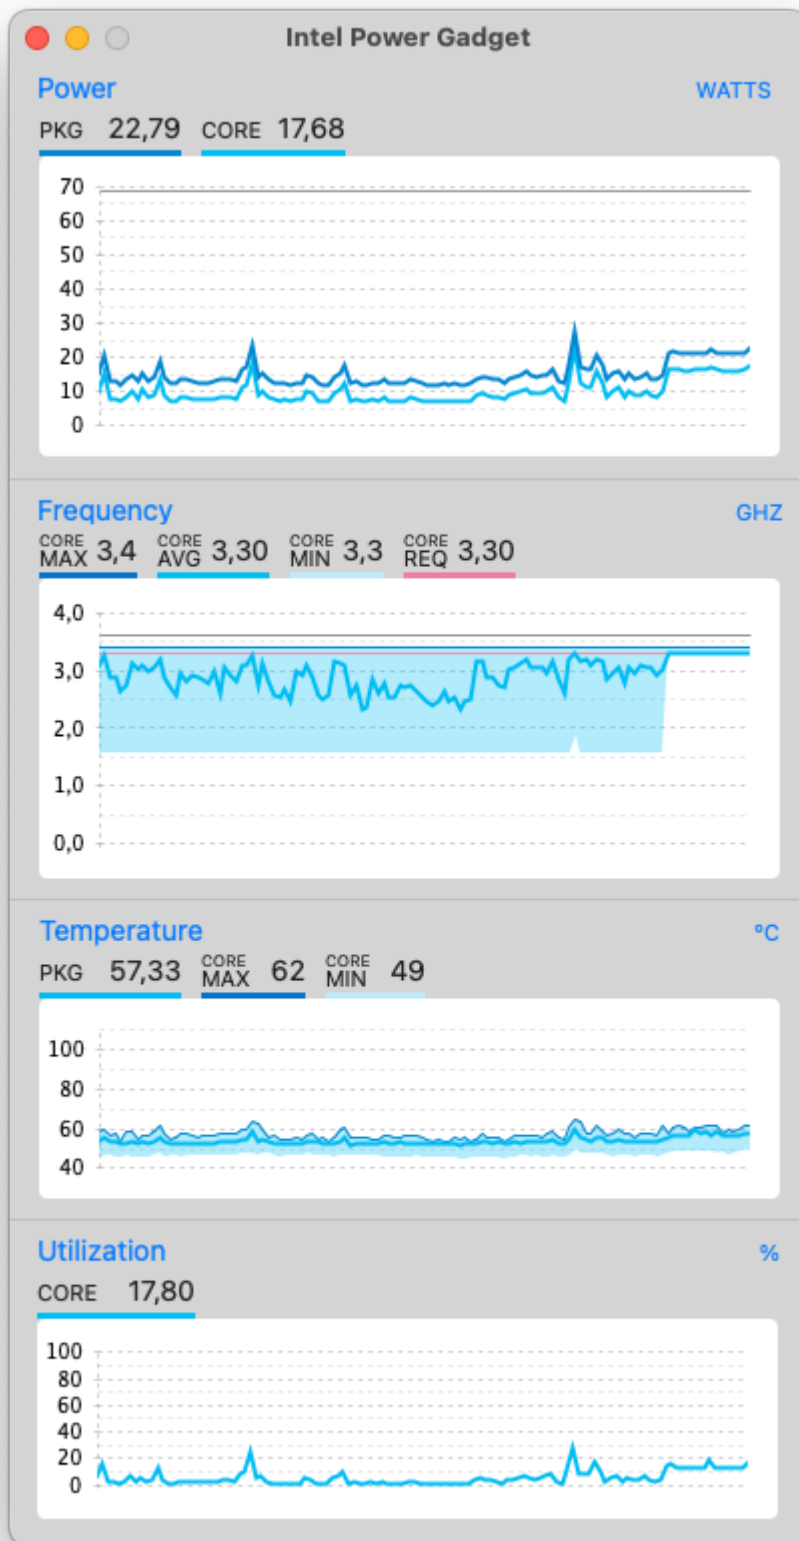 Intel Power Gadget
Power WATTS
PKG 22,79 CORE 17,68
70
60
50
40
30
20
10
0
Frequency GHZ
CORE MAX 3,4 CORE AVG 3,30 CORE MIN 3,3 CORE REQ 3,30
4,0
3,0
2,0
1,0
0,0
Temperature ºC
PKG 57,33 CORE MAX 62 CORE MIN 49
100
80
60
40
Utilization %
CORE 17,80
100
80
60
40
20
0